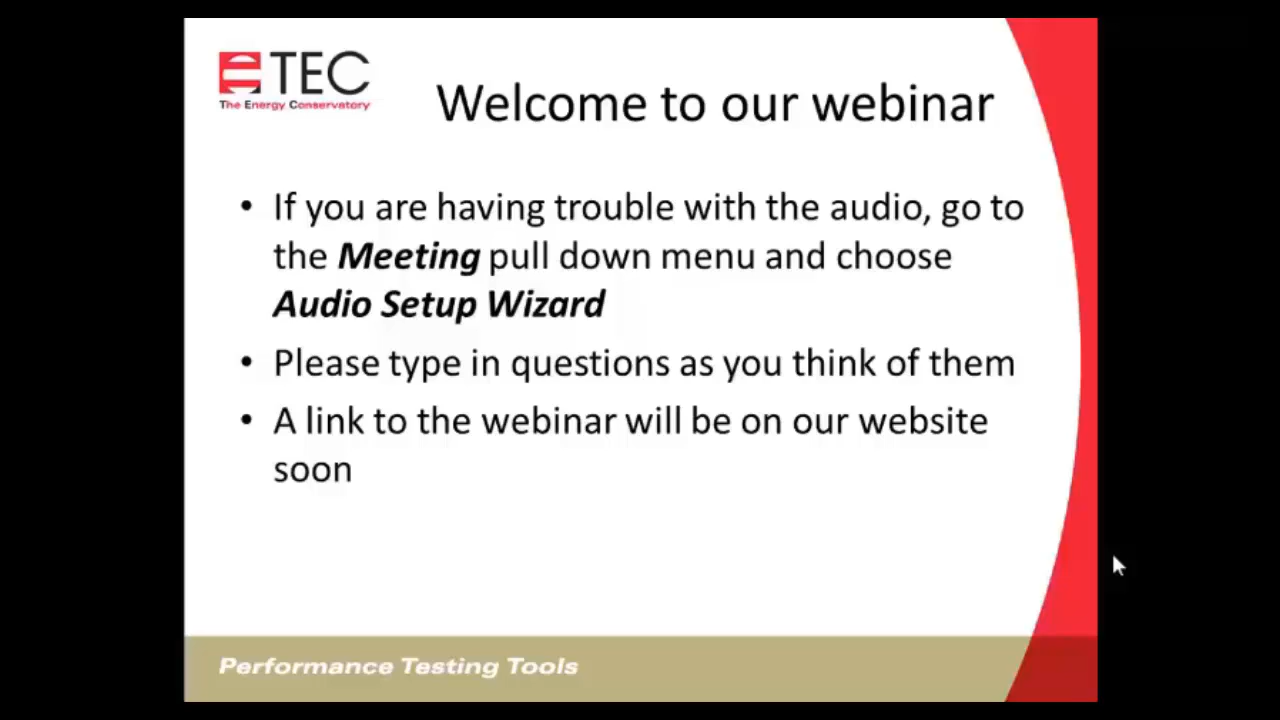 TEC
The Energy Conservatory
Welcome to our webinar
• If you are having trouble with the audio, go to
the Meeting pull down menu and choose
Audio Setup Wizard
• Please type in questions as you think of them
• A link to the webinar will be on our website
soon
Performance Testing Tools